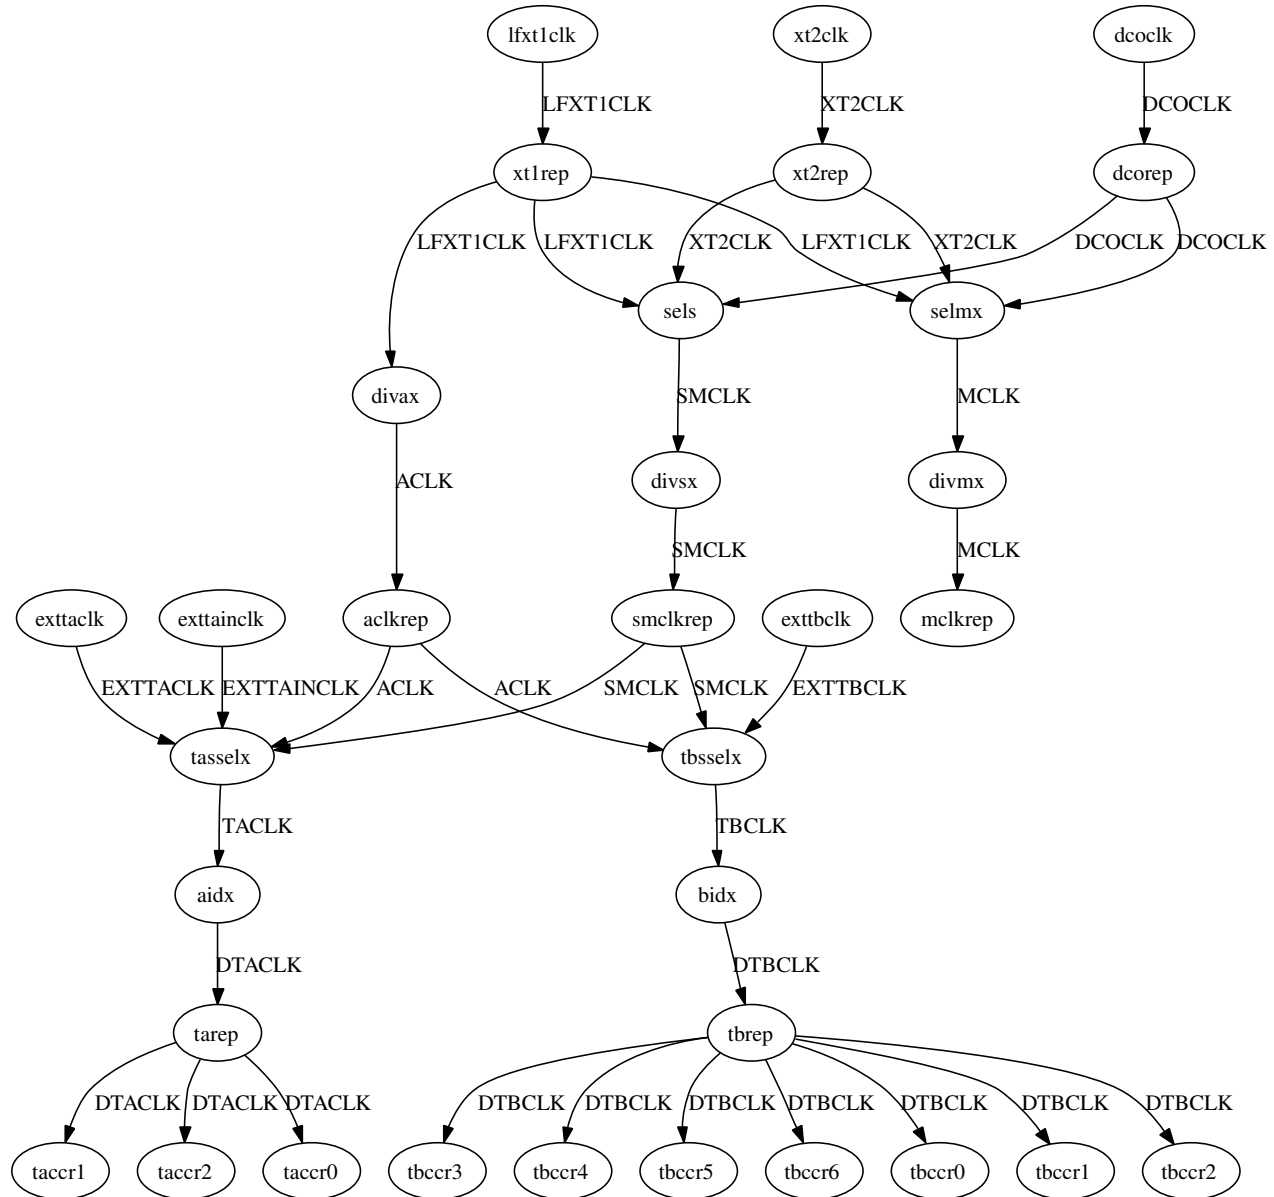 lfxt1clk xt2clk dcoclk
LFXT1CLK XT2CLK DCOCLK
xt1rep xt2rep dcorep
LFXT1CLK LFXT1CLK XT2CLK LFXT1CLK XT2CLK DCOCLK DCOCLK
sels selmx
divax SMCLK MCLK
ACLK divsx divmx
SMCLK MCLK
exttaclk exttainclk aclkrep smclkrep exttbclk mclkrep
EXTTACLK EXTTAINCLK ACLK ACLK SMCLK SMCLK EXTTBCLK
tasselx tbsselx
TACLK TBCLK
aidx bidx
DTACLK DTBCLK
tarep tbrep
DTACLK DTACLK DTACLK DTBCLK DTBCLK DTBCLK DTBCLK DTBCLK DTBCLK DTBCLK
taccr1 taccr2 taccr0 tbccr3 tbccr4 tbccr5 tbccr6 tbccr0 tbccr1 tbccr2